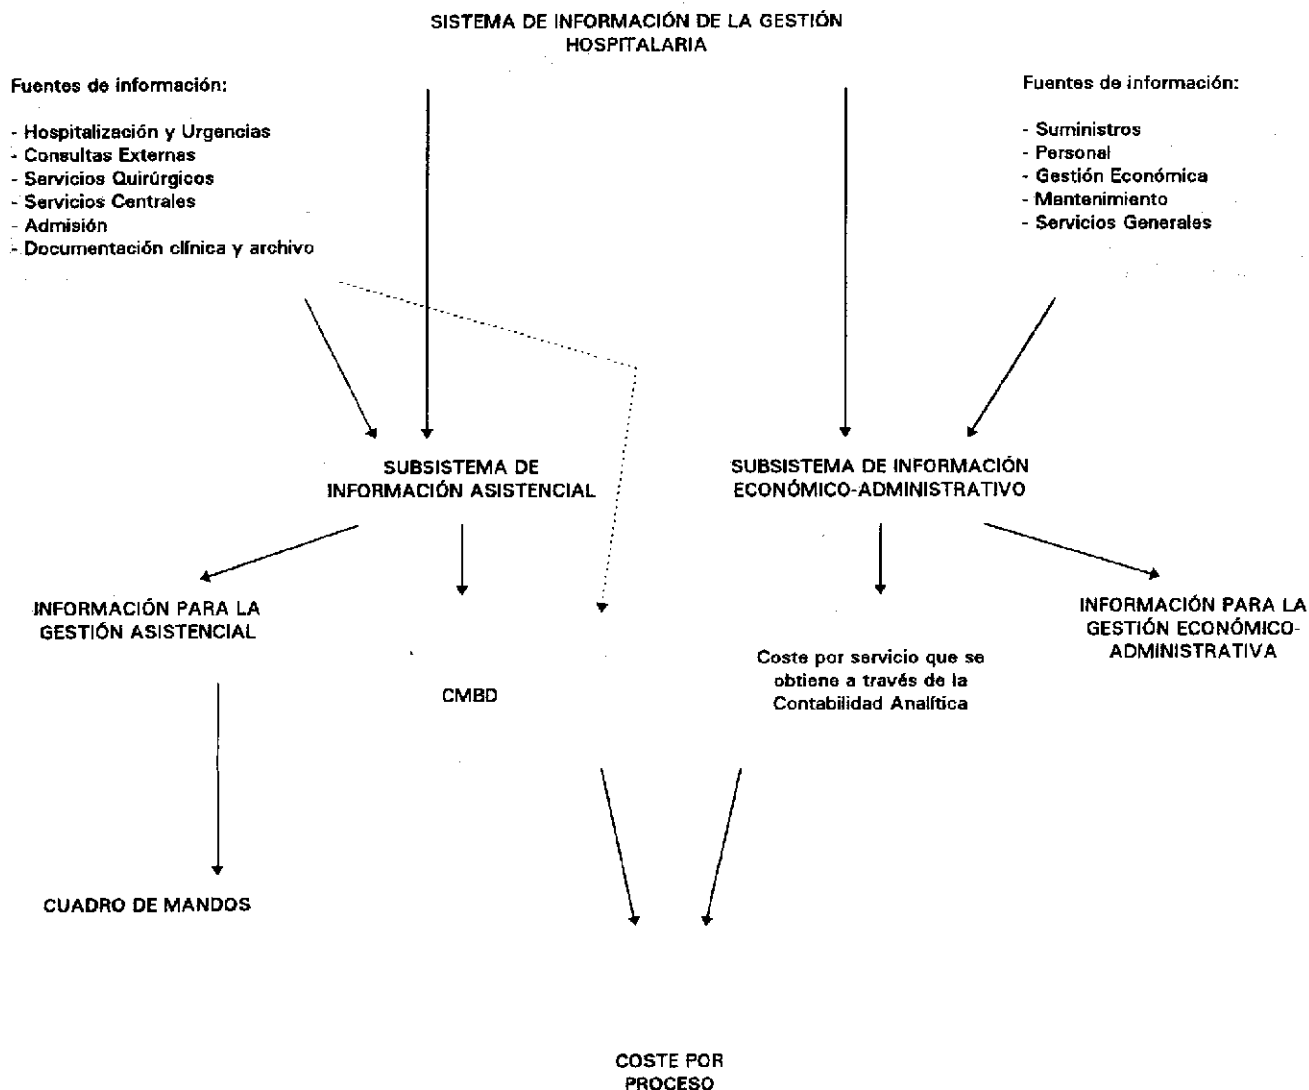 SISTEMA DE INFORMACIÓN DE LA GESTIÓN
HOSPITALARIA
Fuentes de información:
- Hospitalización y Urgencias
- Consultas Externas
- Servicios Quirúrgicos
- Servicios Centrales
- Admisión
- Documentación clínica y archivo
Fuentes de información:
- Suministros
- Personal
- Gestión Económica
- Mantenimiento
- Servicios Generales
SUBSISTEMA DE
INFORMACIÓN ASISTENCIAL
SUBSISTEMA DE INFORMACIÓN
ECONÓMICO-ADMINISTRATIVO
INFORMACIÓN PARA LA
GESTIÓN ASISTENCIAL
CMBD
Coste por servicio que se
obtiene a través de la
Contabilidad Analítica
INFORMACIÓN PARA LA
GESTIÓN ECONÓMICO-
ADMINISTRATIVA
CUADRO DE MANDOS
COSTE POR
PROCESO